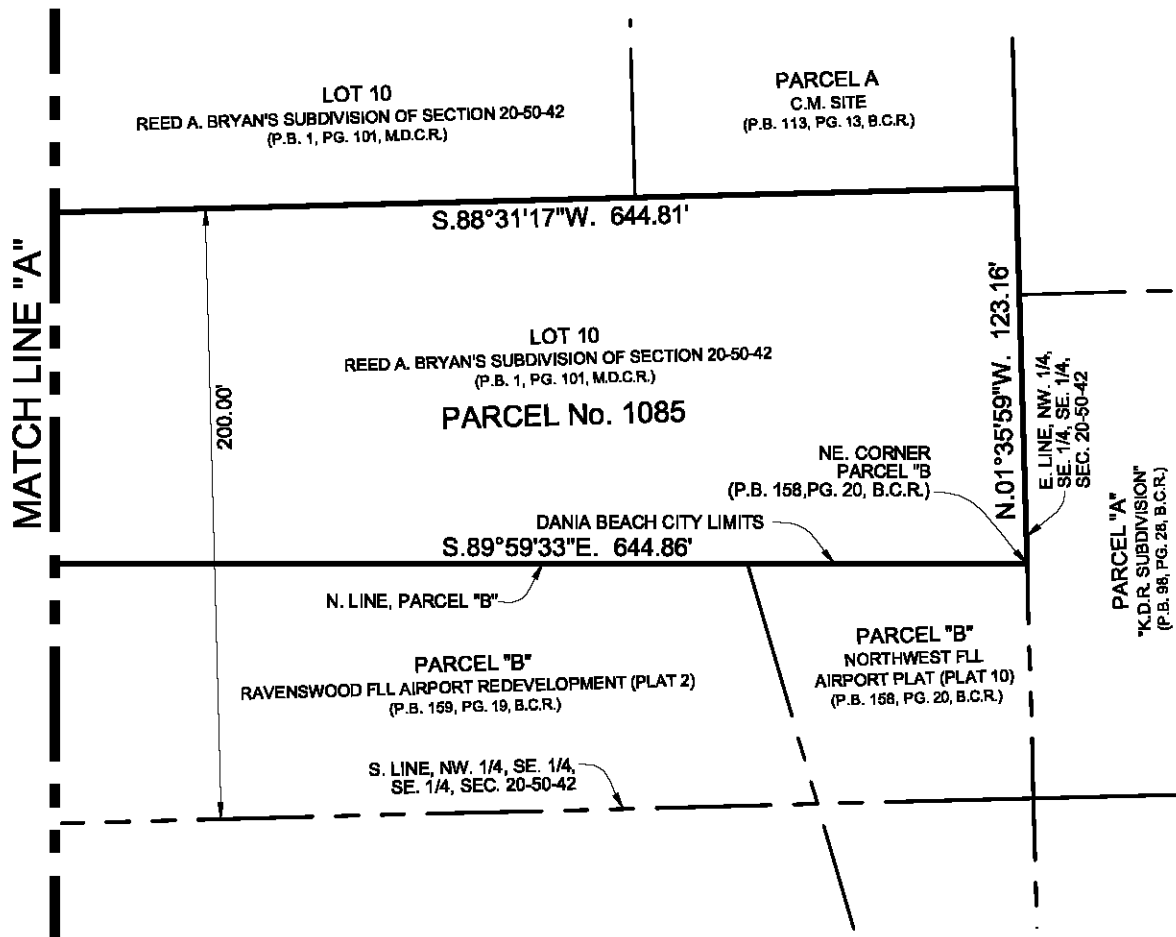 LOT 10
REED A. BRYAN'S SUBDIVISION OF SECTION 20-50-42
(P.B. 1, PG. 101, M.D.C.R.)
PARCEL A
C.M. SITE
(P.B. 113, PG. 13, B.C.R.)
S.88°31'17"W. 644.81'
MATCH LINE "A"
200.00'
LOT 10
REED A. BRYAN'S SUBDIVISION OF SECTION 20-50-42
(P.B. 1, PG. 101, M.D.C.R.)
PARCEL No. 1085
N.01°35'59"W. 123.16'
E. LINE, NW. 1/4,
SE. 1/4, SE. 1/4,
SEC. 20-50-42
NE. CORNER
PARCEL "B
(P.B. 158,PG. 20, B.C.R.)
PARCEL "A"
"K.D.R. SUBDIVISION"
(P.B. 98, PG. 28, B.C.R.)
DANIA BEACH CITY LIMITS
S.89°59'33"E. 644.86'
N. LINE, PARCEL "B"
PARCEL "B"
RAVENSWOOD FLL AIRPORT REDEVELOPMENT (PLAT 2)
(P.B. 159, PG. 19, B.C.R.)
PARCEL "B"
NORTHWEST FLL
AIRPORT PLAT (PLAT 10)
(P.B. 158, PG. 20, B.C.R.)
S. LINE, NW. 1/4, SE. 1/4,
SE. 1/4, SEC. 20-50-42